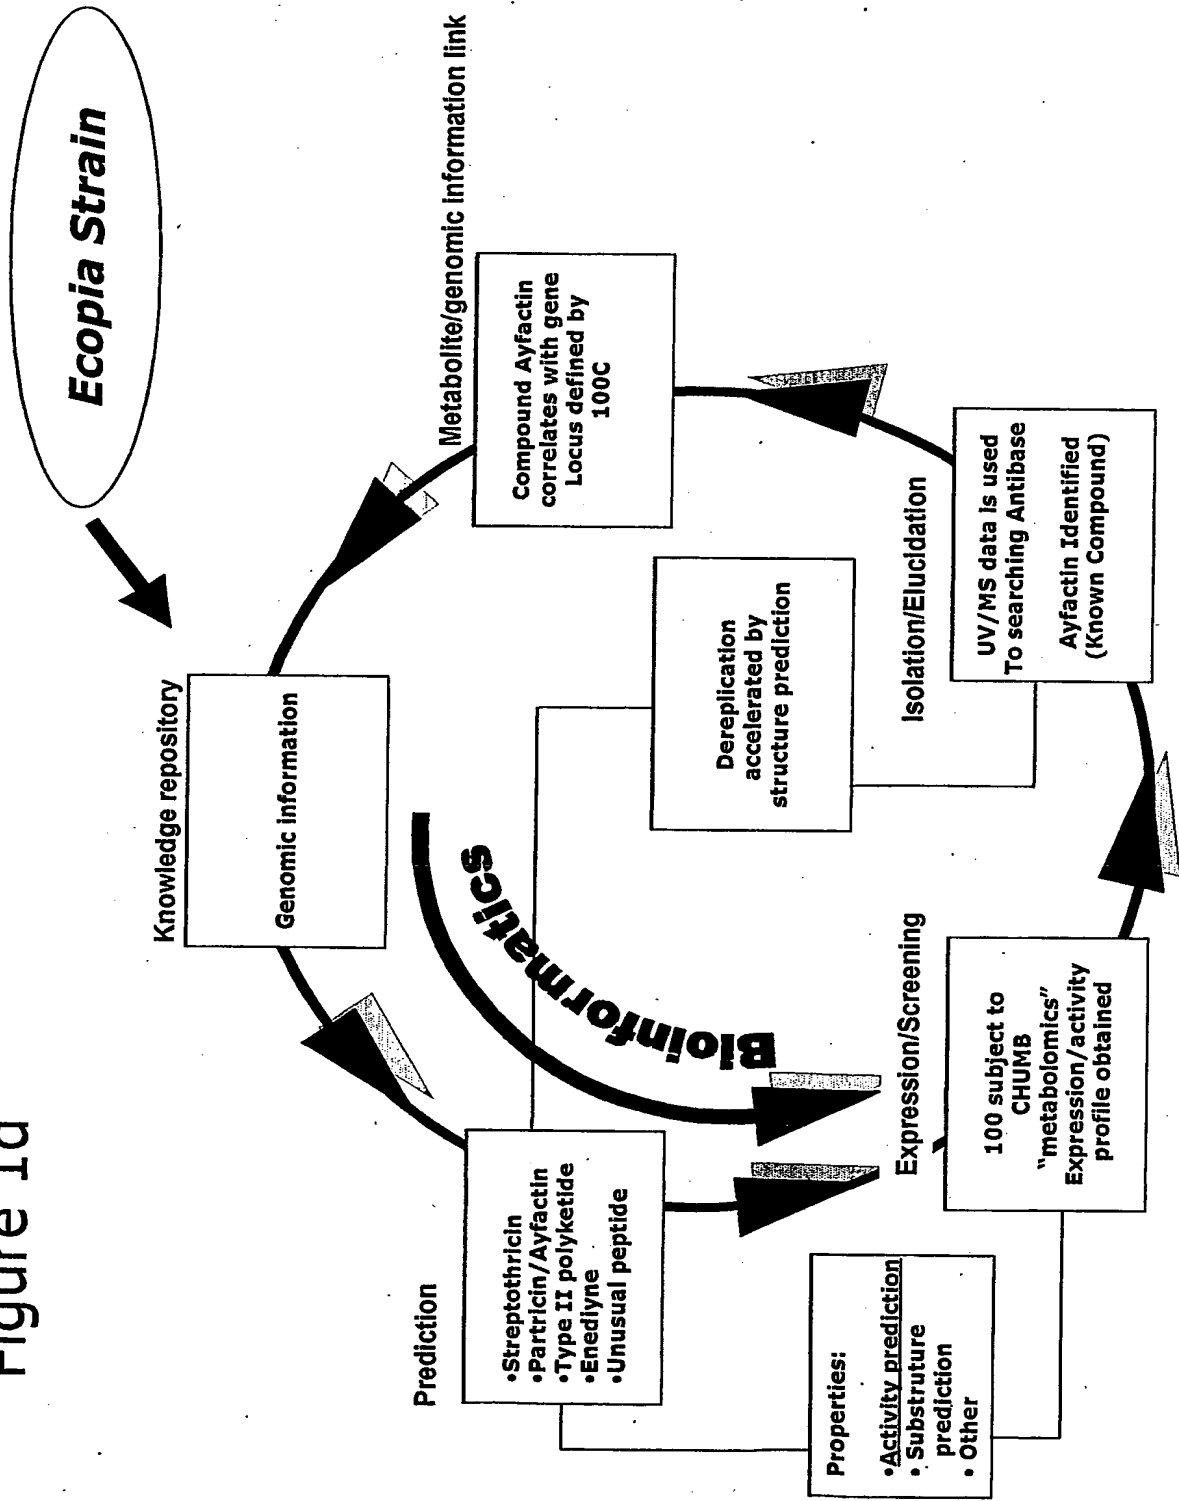 Figure 1d
Ecopia Strain
Knowledge repository
Genomic information
Metabolite/genomic information link
Compound Ayfactin
correlates with gene
Locus defined by
100C
Prediction
•Streptothricin
•Partricin/Ayfactin
•Type II polyketide
•Enediyne
•Unusual peptide
Bioinformatics
Dereplication
accelerated by
structure prediction
Isolation/Elucidation
UV/MS data is used
To searching Antibase
Ayfactin Identified
(Known Compound)
Expression/Screening
100 subject to
CHUMB
"metabolomics"
Expression/activity
profile obtained
Properties:
•Activity prediction
• Substruture
prediction
• Other